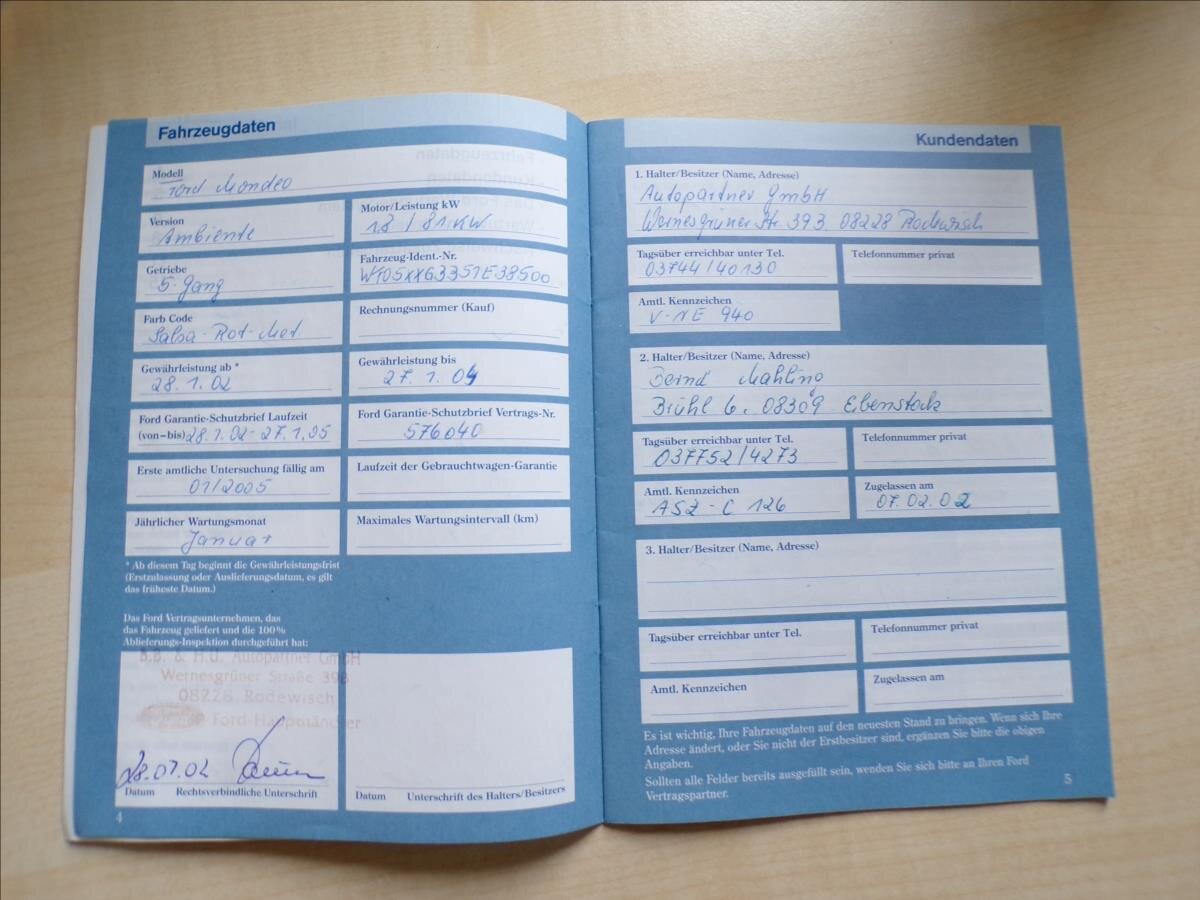 Fahrzeugdaten
Modell
Ford Mondeo
Version
Ambiente
Motor/Leistung kW
1.8 / 81 KW
Getriebe
5-Gang
Fahrzeug-Ident.-Nr.
Farb Code
Salsa-Rot-Met
Rechnungsnummer (Kauf)
Gewährleistung ab *
28.1.02
Gewährleistung bis
27.1.04
Ford Garantie-Schutzbrief Laufzeit
(von–bis) 28.1.02-27.1.05
Ford Garantie-Schutzbrief Vertrags-Nr.
576040
Erste amtliche Untersuchung fällig am
01/2005
Laufzeit der Gebrauchtwagen-Garantie
Jährlicher Wartungsmonat
Januar
Maximales Wartungsintervall (km)
* Ab diesem Tag beginnt die Gewährleistungsfrist
(Erstzulassung oder Auslieferungsdatum, es gilt
das früheste Datum.)
Das Ford Vertragsunternehmen, das
das Fahrzeug geliefert und die 100%
Ablieferungs-Inspektion durchgeführt hat:
B.B. & H.U. Autopartner GmbH
Wernesgrüner Straße 393
08228 Rodewisch
Ford-Haupthändler
28.01.02
Datum Rechtsverbindliche Unterschrift
Datum Unterschrift des Halters/Besitzers
4
Kundendaten
1. Halter/Besitzer (Name, Adresse)
Autopartner GmbH
Wernesgrüner Str. 393. 08228 Rodewisch
Tagsüber erreichbar unter Tel.
03744/40130
Telefonnummer privat
Amtl. Kennzeichen
V-NE 940
2. Halter/Besitzer (Name, Adresse)
Bernd Mahling
Brühl 6. 08309 Eibenstock
Tagsüber erreichbar unter Tel.
037752/4273
Telefonnummer privat
Amtl. Kennzeichen
ASZ-C 126
Zugelassen am
07.02.02
3. Halter/Besitzer (Name, Adresse)
Tagsüber erreichbar unter Tel.
Telefonnummer privat
Amtl. Kennzeichen
Zugelassen am
Es ist wichtig, Ihre Fahrzeugdaten auf den neuesten Stand zu bringen. Wenn sich Ihre
Adresse ändert, oder Sie nicht der Erstbesitzer sind, ergänzen Sie bitte die obigen
Angaben.
Sollten alle Felder bereits ausgefüllt sein, wenden Sie sich bitte an Ihren Ford
Vertragspartner.
5